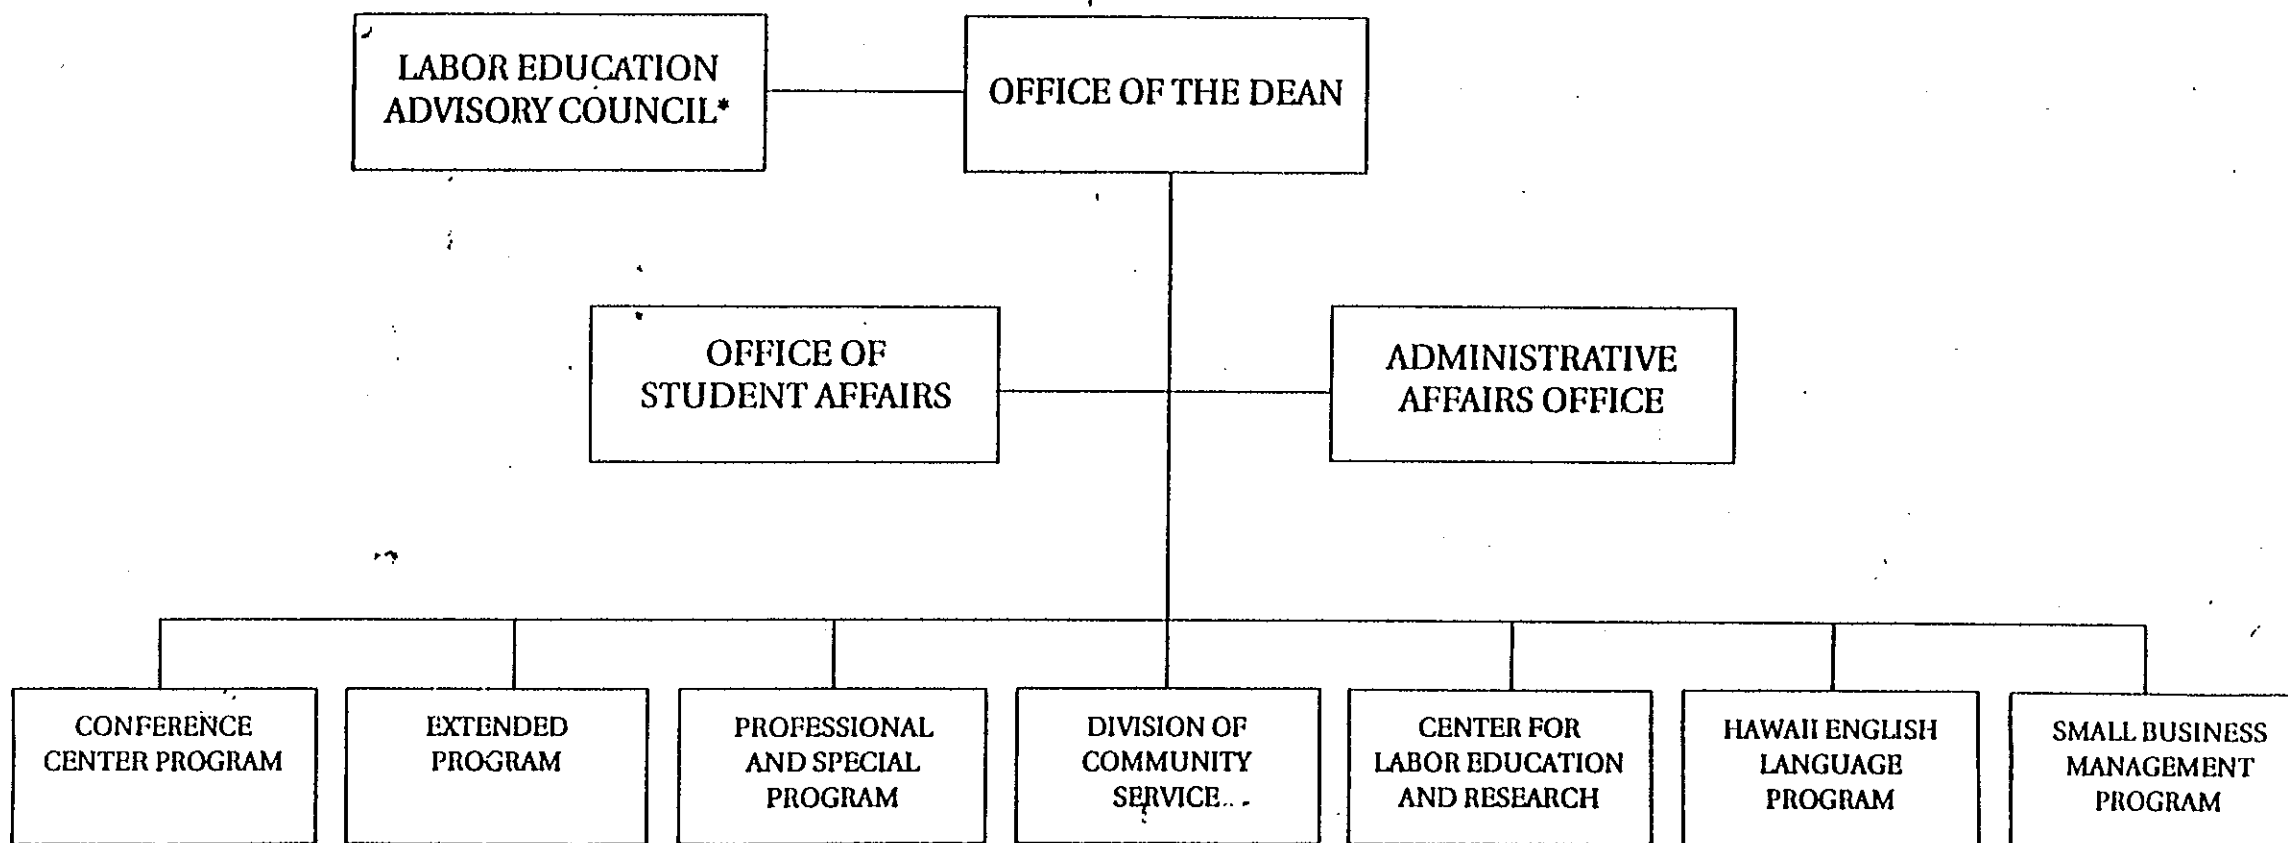 LABOR EDUCATION
ADVISORY COUNCIL*
OFFICE OF THE DEAN
OFFICE OF
STUDENT AFFAIRS
ADMINISTRATIVE
AFFAIRS OFFICE
CONFERENCE
CENTER PROGRAM
EXTENDED
PROGRAM
PROFESSIONAL
AND SPECIAL
PROGRAM
DIVISION OF
COMMUNITY
SERVICE
CENTER FOR
LABOR EDUCATION
AND RESEARCH
HAWAII ENGLISH
LANGUAGE
PROGRAM
SMALL BUSINESS
MANAGEMENT
PROGRAM